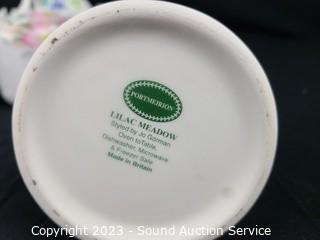 PORTMEIRION
LILAC MEADOW
Styled by Jo Gorman
Oven to Table,
Dishwasher, Microwave
& Freezer Safe
Made in Britain
Copyright 2023 - Sound Auction Service